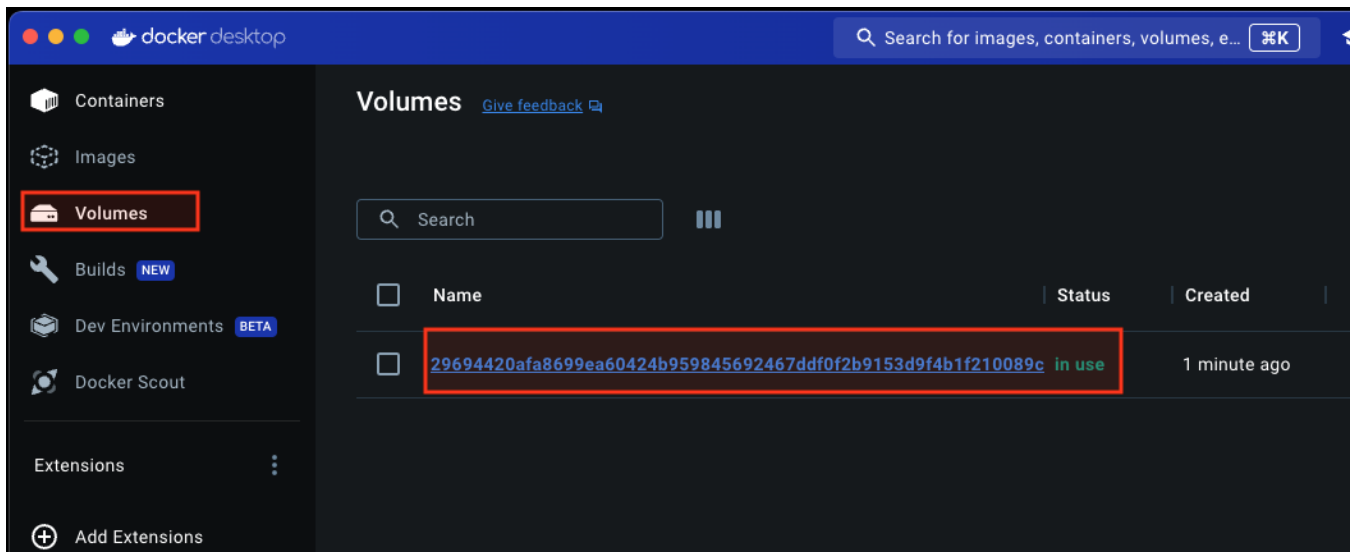 docker desktop
Search for images, containers, volumes, e... ⌘K
Containers
Images
Volumes
Builds NEW
Dev Environments BETA
Docker Scout
Extensions
Add Extensions
Volumes Give feedback
Search
Name Status Created
29694420afa8699ea60424b959845692467ddf0f2b9153d9f4b1f210089c in use 1 minute ago